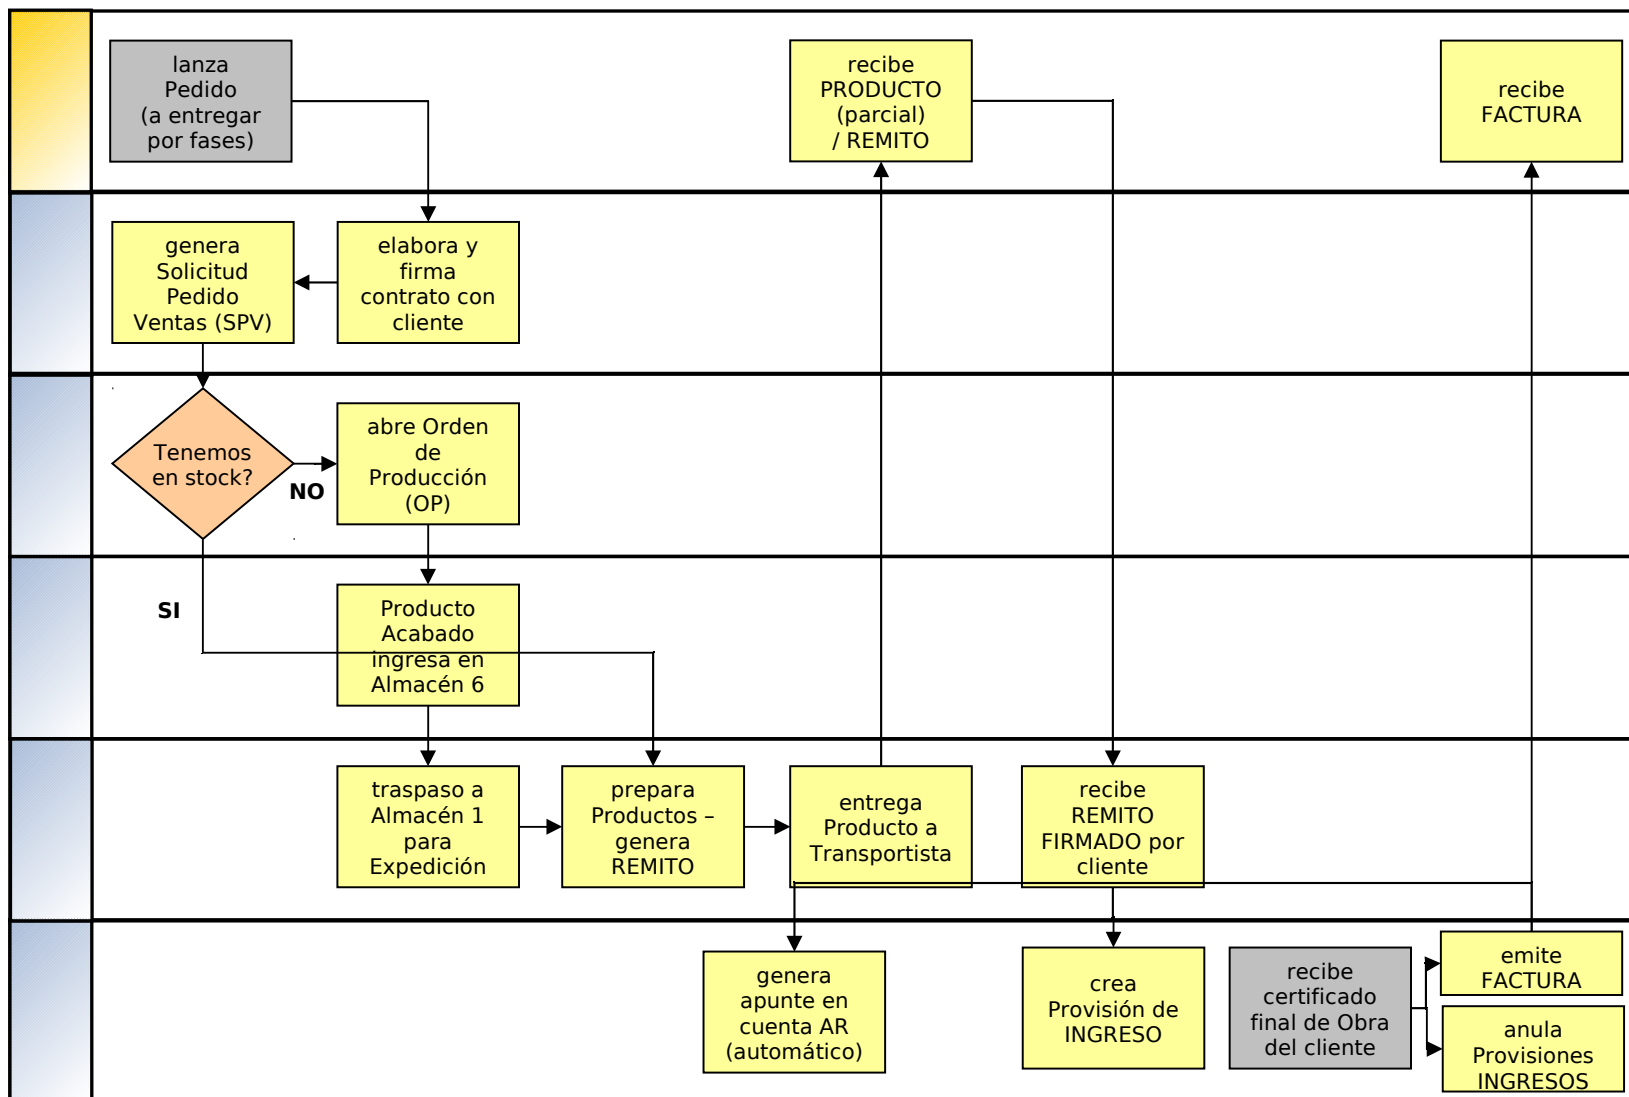 lanza
Pedido
(a entregar
por fases)
recibe
PRODUCTO
(parcial)
/ REMITO
recibe
FACTURA
genera
Solicitud
Pedido
Ventas (SPV)
elabora y
firma
contrato con
cliente
Tenemos
en stock?
NO
abre Orden
de
Producción
(OP)
SI
Producto
Acabado
ingresa en
Almacén 6
traspaso a
Almacén 1
para
Expedición
prepara
Productos –
genera
REMITO
entrega
Producto a
Transportista
recibe
REMITO
FIRMADO por
cliente
genera
apunte en
cuenta AR
(automático)
crea
Provisión de
INGRESO
recibe
certificado
final de Obra
del cliente
emite
FACTURA
anula
Provisiones
INGRESOS